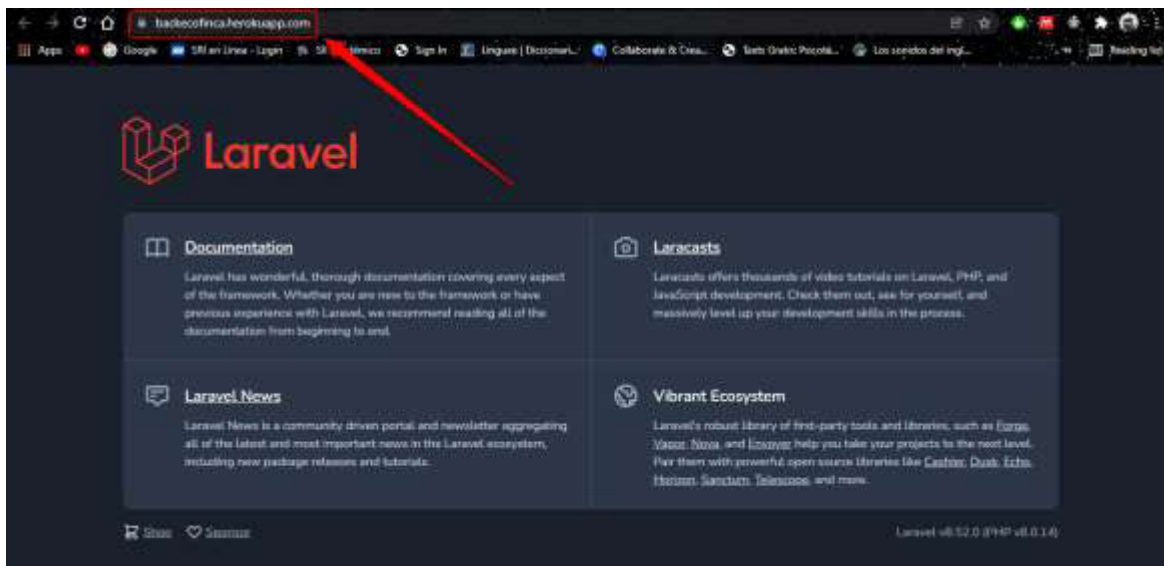 backecofinca.herokuapp.com
Apps Google SRI en Linea - Login Sign In Linguee | Diccionari... Collaborate & Crea... Los sonidos del ingl... Reading list
Laravel
Documentation
Laravel has wonderful, thorough documentation covering every aspect
of the framework. Whether you are new to the framework or have
previous experience with Laravel, we recommend reading all of the
documentation from beginning to end.
Laracasts
Laracasts offers thousands of video tutorials on Laravel, PHP, and
JavaScript development. Check them out, see for yourself, and
massively level up your development skills in the process.
Laravel News
Laravel News is a community driven portal and newsletter aggregating
all of the latest and most important news in the Laravel ecosystem,
including new package releases and tutorials.
Vibrant Ecosystem
Laravel's robust library of first-party tools and libraries, such as Forge,
Vapor, Nova, and Envoyer help you take your projects to the next level.
Pair them with powerful open source libraries like Cashier, Dusk, Echo,
Horizon, Sanctum, Telescope, and more.
Shop Sponsor
Laravel v8.52.0 (PHP v8.0.14)